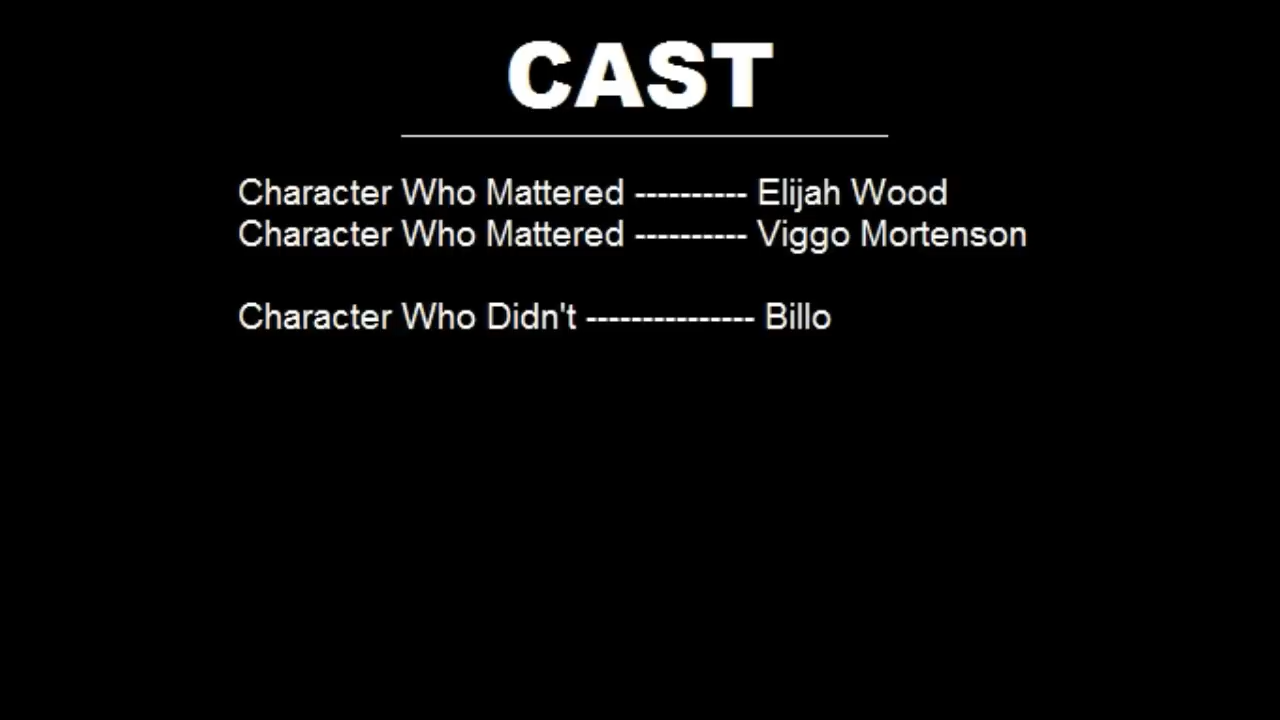 CAST
Character Who Mattered ---------- Elijah Wood
Character Who Mattered ---------- Viggo Mortenson
Character Who Didn't --------------- Billo